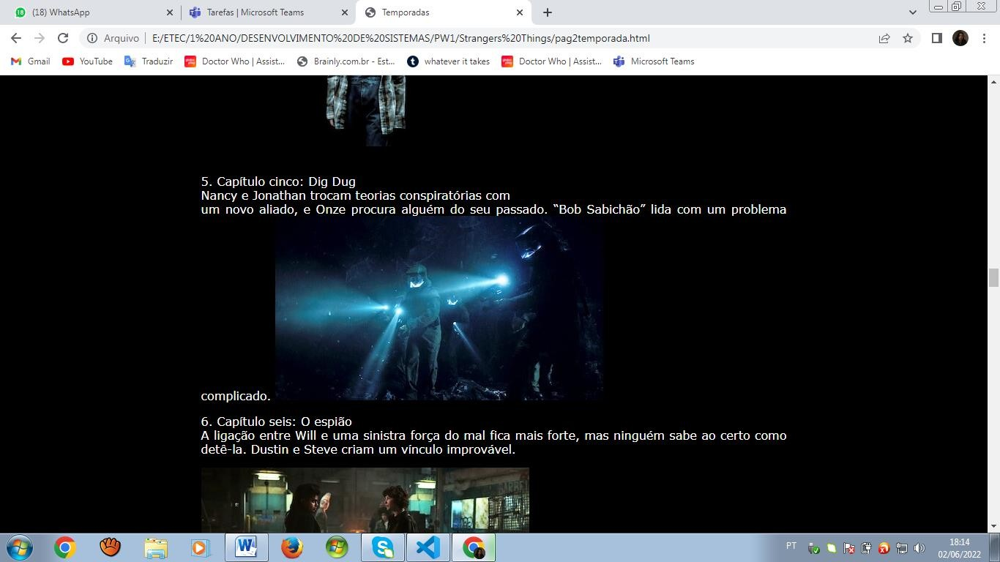 (18) WhatsApp
Tarefas | Microsoft Teams
Temporadas
Arquivo
E:/ETEC/1%20ANO/DESENVOLVIMENTO%20DE%20SISTEMAS/PW1/Strangers%20Things/pag2temporada.html
Gmail
YouTube
Traduzir
Doctor Who | Assist...
Brainly.com.br - Est...
whatever it takes
Doctor Who | Assist...
Microsoft Teams
5. Capítulo cinco: Dig Dug
Nancy e Jonathan trocam teorias conspiratórias com
um novo aliado, e Onze procura alguém do seu passado. “Bob Sabichão” lida com um problema
complicado.
6. Capítulo seis: O espião
A ligação entre Will e uma sinistra força do mal fica mais forte, mas ninguém sabe ao certo como
detê-la. Dustin e Steve criam um vínculo improvável.
PT
18:14
02/06/2022